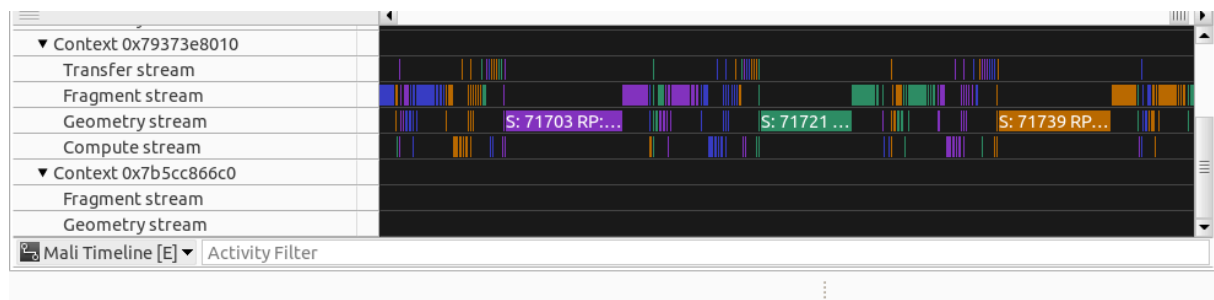 Context 0x79373e8010
Transfer stream
Fragment stream
Geometry stream S: 71703 RP:... S: 71721 ... S: 71739 RP...
Compute stream
Context 0x7b5cc866c0
Fragment stream
Geometry stream
Mali Timeline [E] Activity Filter